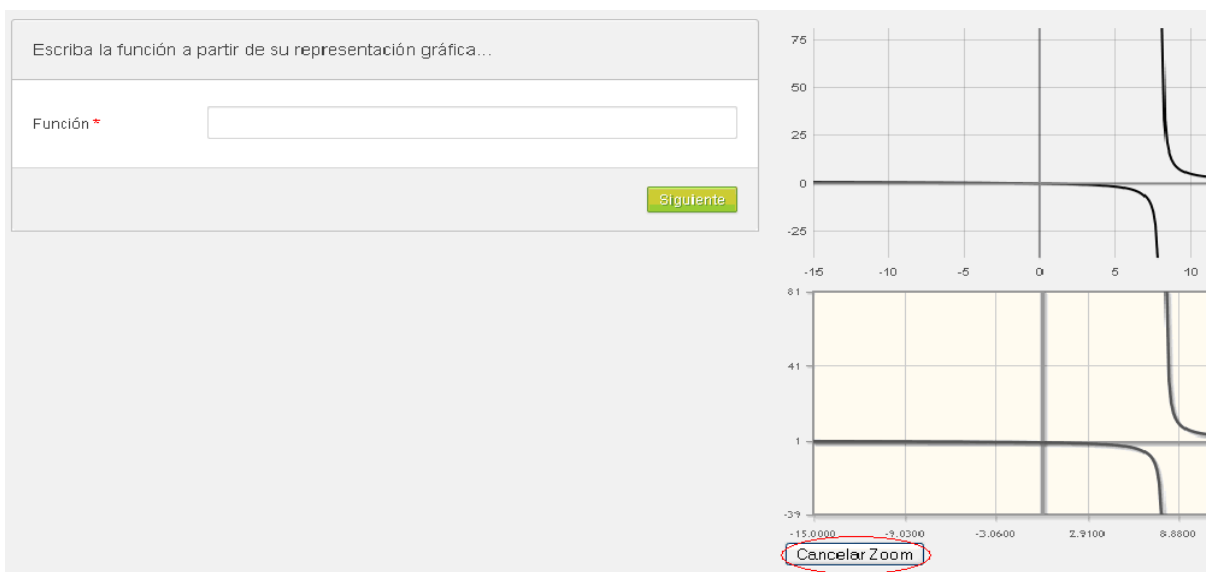 Escriba la función a partir de su representación gráfica...
Función *
Siguiente
75
50
25
0
-25
-15 -10 -5 0 5 10
81
41
1
-39
-15.0000 -9.0300 -3.0600 2.9100 8.8800
Cancelar Zoom